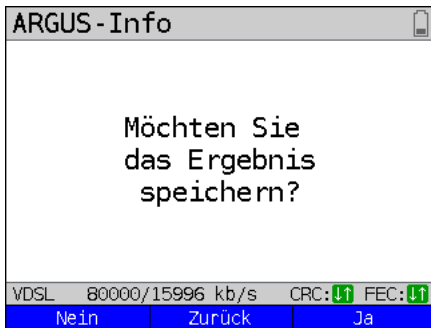 ARGUS-Info
Möchten Sie
das Ergebnis
speichern?
VDSL 80000/15996 kb/s CRC:↓↑ FEC:↓↑
Nein Zurück Ja